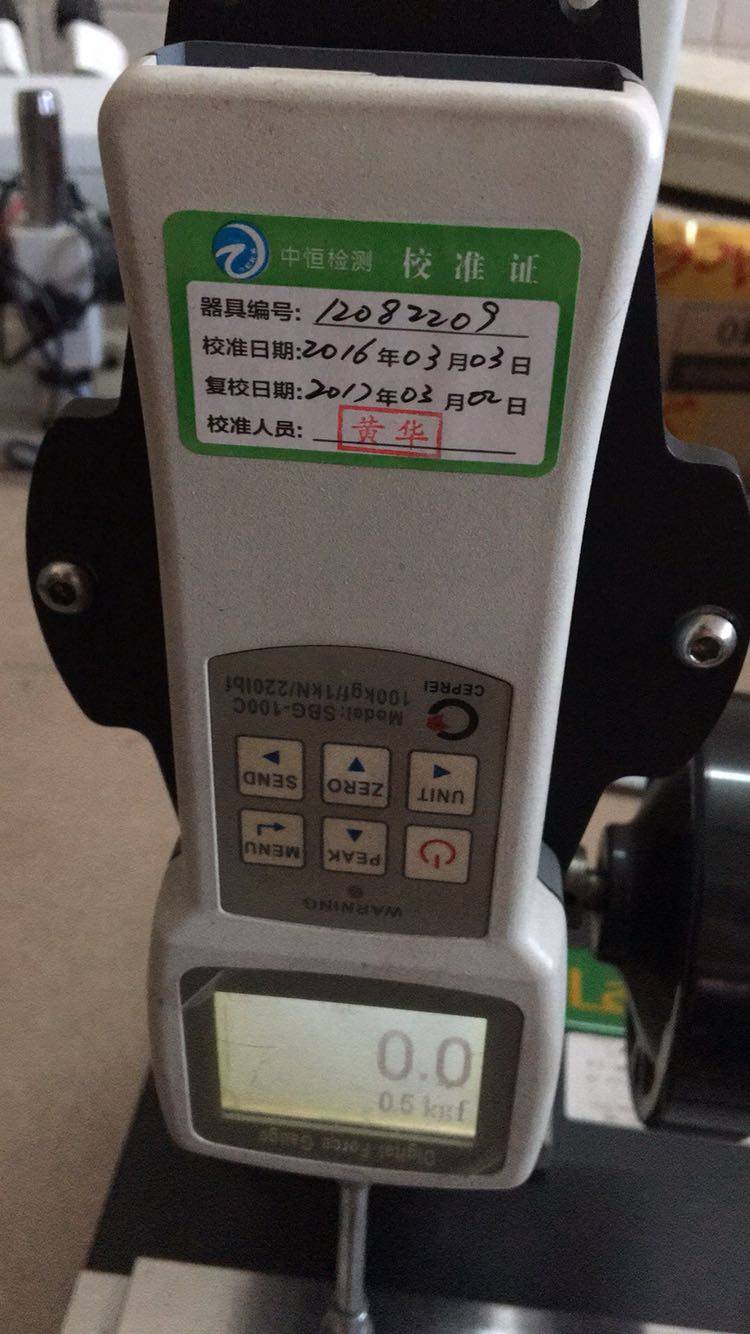 中恒检测 校准证
器具编号: 12082209
校准日期:2016年03月03日
复校日期:2017年03月02日
校准人员: 黄华
CEPREI
Model:SBG-100C
100kgf/1kN/220lbf
UNIT
ZERO
SEND
PEAK
MENU
WARNING
0.0
0.5 kgf
Digital Force Gauge
La